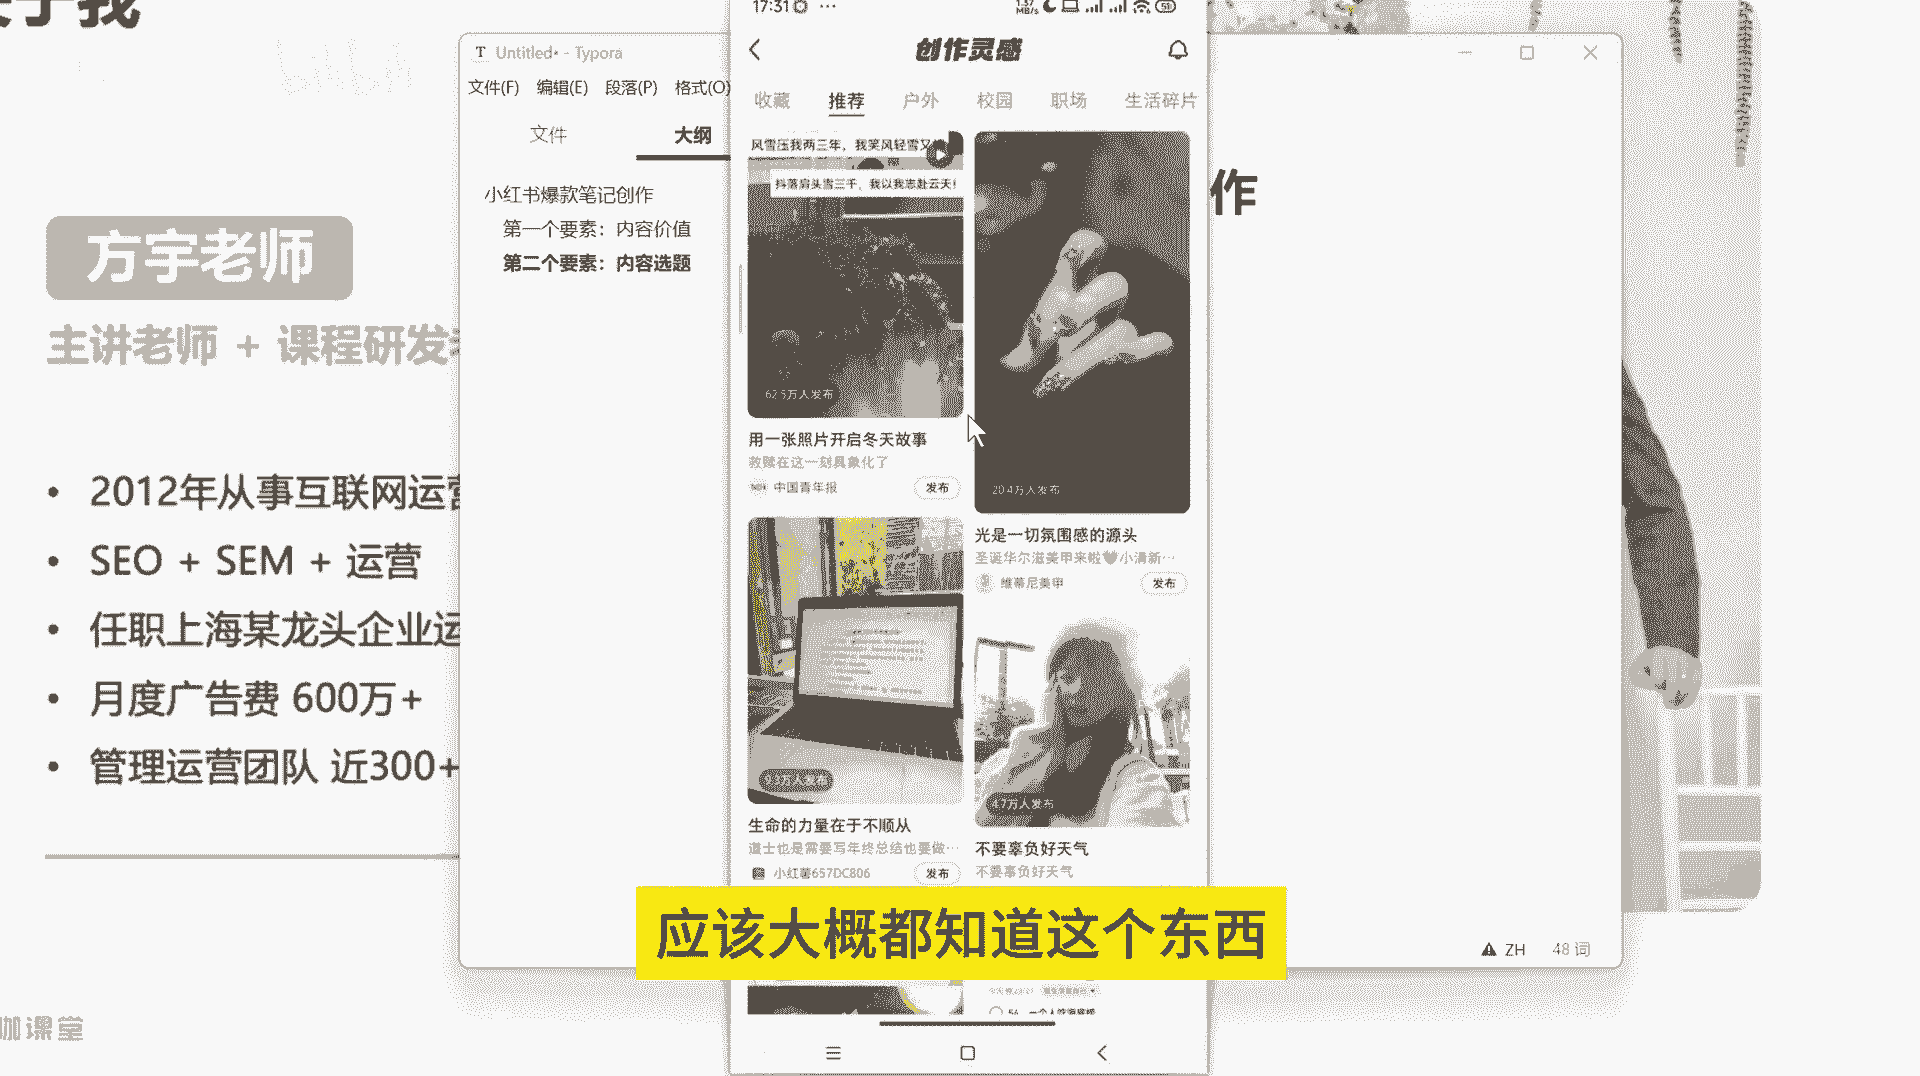 关于我
方宇老师
主讲老师 + 课程研发
• 2012年从事互联网运营
• SEO + SEM + 运营
任职上海某龙头企业运
• 月度广告费 600万+
• 管理运营团队 近300+
咖课堂
Untitled• - Typora
文件(F) 编辑(E) 段落(P) 格式(O)
文件 大纲
小红书爆款笔记创作
第一个要素：内容价值
第二个要素：内容选题
作
ZH 48 词
17:31
创作灵感
收藏 推荐 户外 校园 职场 生活碎片
风雪压我两三年，我笑风轻雪又
抖落肩头雪三千，我以我志赴云天！
62.5万人发布
用一张照片开启冬天故事
救赎在这一刻具象化了
中国青年报 发布
20.4万人发布
光是一切氛围感的源头
圣诞华尔滋美甲来啦🖤小清新…
维蒂尼美甲 发布
9.3万人发布
生命的力量在于不顺从
道士也是需要写年终总结也要做…
小红薯657DC806 发布
4.7万人发布
不要辜负好天气
不要辜负好天气
应该大概都知道这个东西